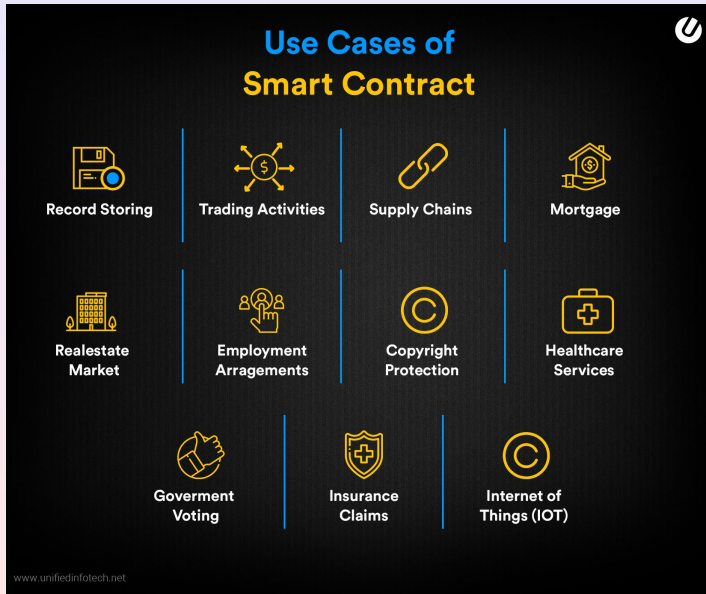 Use Cases of
Smart Contract
Record Storing
Trading Activities
Supply Chains
Mortgage
Realestate
Market
Employment
Arragements
Copyright
Protection
Healthcare
Services
Goverment
Voting
Insurance
Claims
Internet of
Things (IOT)
www.unifiedinfotech.net